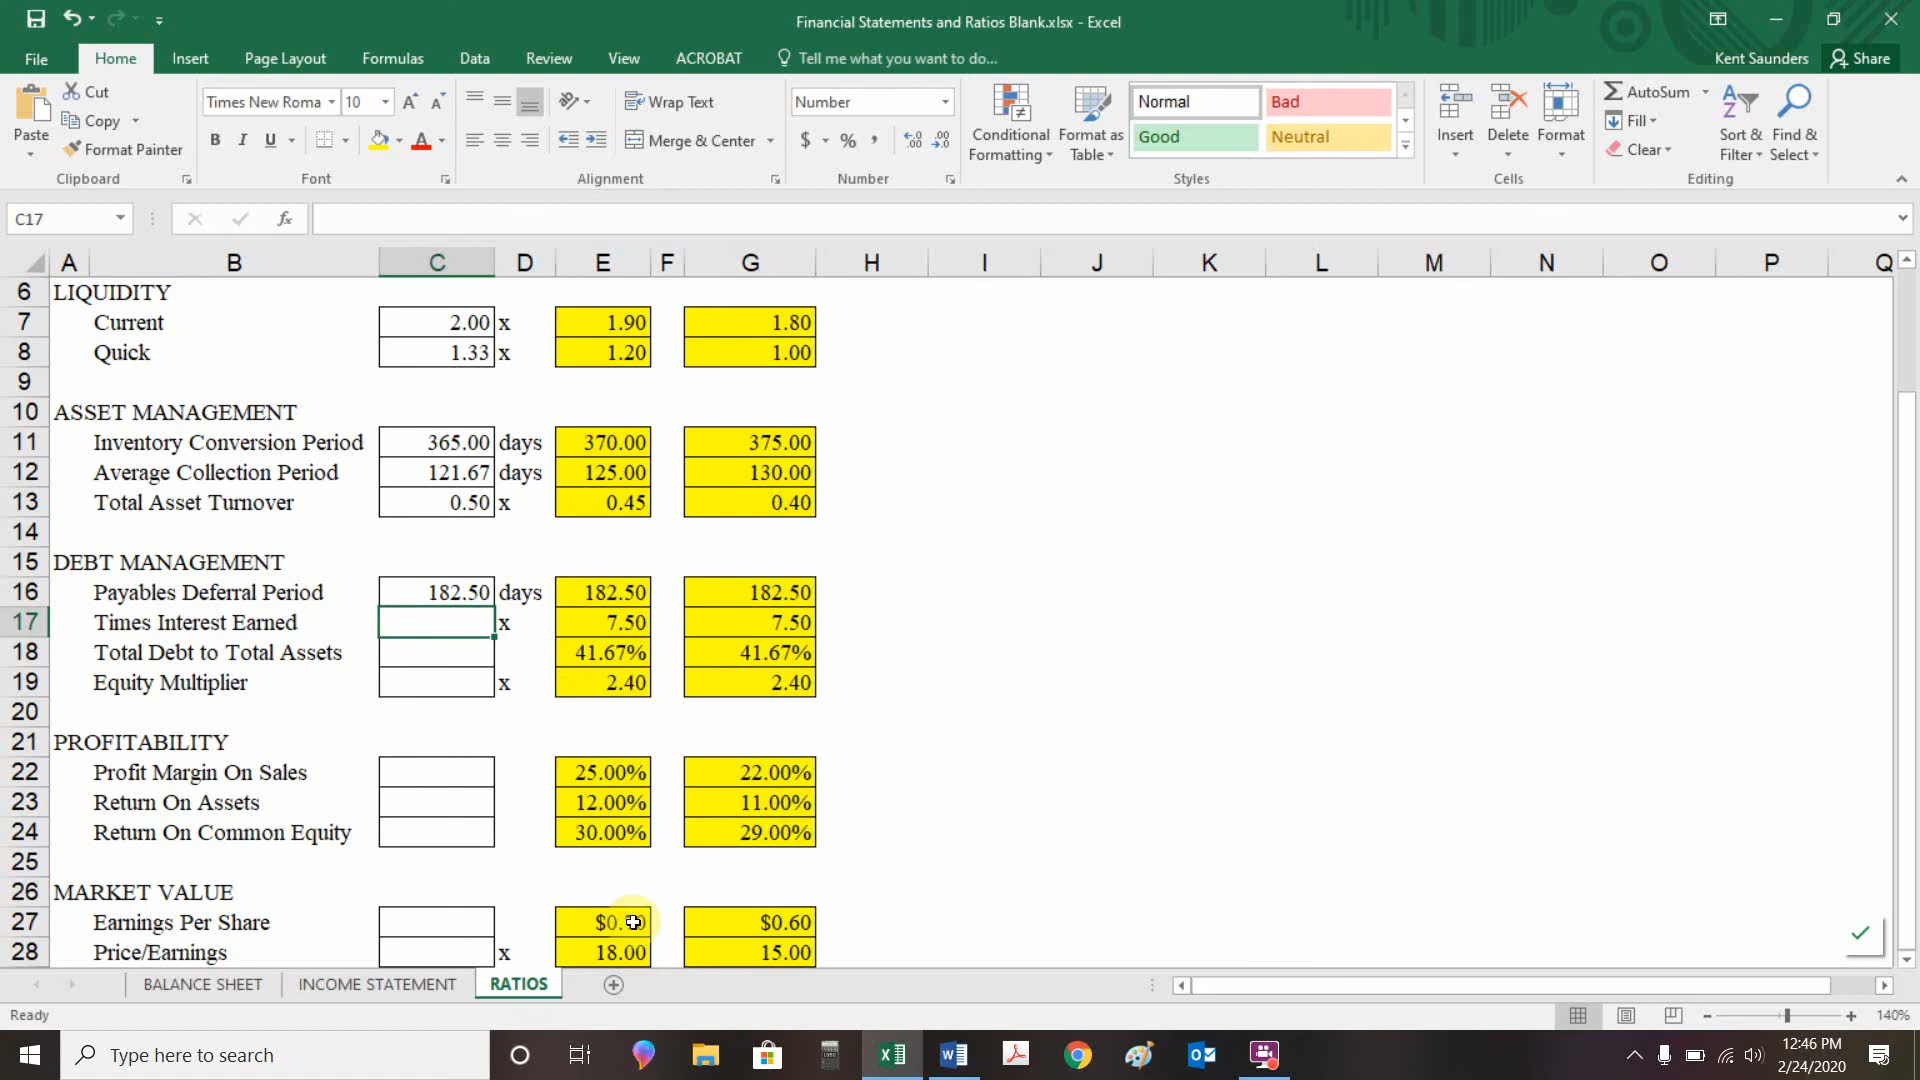 Financial Statements and Ratios Blank.xlsx - Excel
File Home Insert Page Layout Formulas Data Review View ACROBAT Tell me what you want to do... Kent Saunders Share
Paste
Cut
Copy
Format Painter
Clipboard
Times New Roma 10
B I U
Font
Wrap Text
Merge & Center
Alignment
Number
$ % ,
Number
Conditional Formatting
Format as Table
Normal Bad
Good Neutral
Styles
Insert Delete Format
Cells
AutoSum
Fill
Clear
Sort & Filter
Find & Select
Editing
C17 fx
A B C D E F G H I J K L M N O P Q
6 LIQUIDITY
7 Current 2.00 x 1.90 1.80
8 Quick 1.33 x 1.20 1.00
9
10 ASSET MANAGEMENT
11 Inventory Conversion Period 365.00 days 370.00 375.00
12 Average Collection Period 121.67 days 125.00 130.00
13 Total Asset Turnover 0.50 x 0.45 0.40
14
15 DEBT MANAGEMENT
16 Payables Deferral Period 182.50 days 182.50 182.50
17 Times Interest Earned x 7.50 7.50
18 Total Debt to Total Assets 41.67% 41.67%
19 Equity Multiplier x 2.40 2.40
20
21 PROFITABILITY
22 Profit Margin On Sales 25.00% 22.00%
23 Return On Assets 12.00% 11.00%
24 Return On Common Equity 30.00% 29.00%
25
26 MARKET VALUE
27 Earnings Per Share $0.60
28 Price/Earnings x 18.00 15.00
BALANCE SHEET INCOME STATEMENT RATIOS
Ready 140%
Type here to search
12:46 PM
2/24/2020